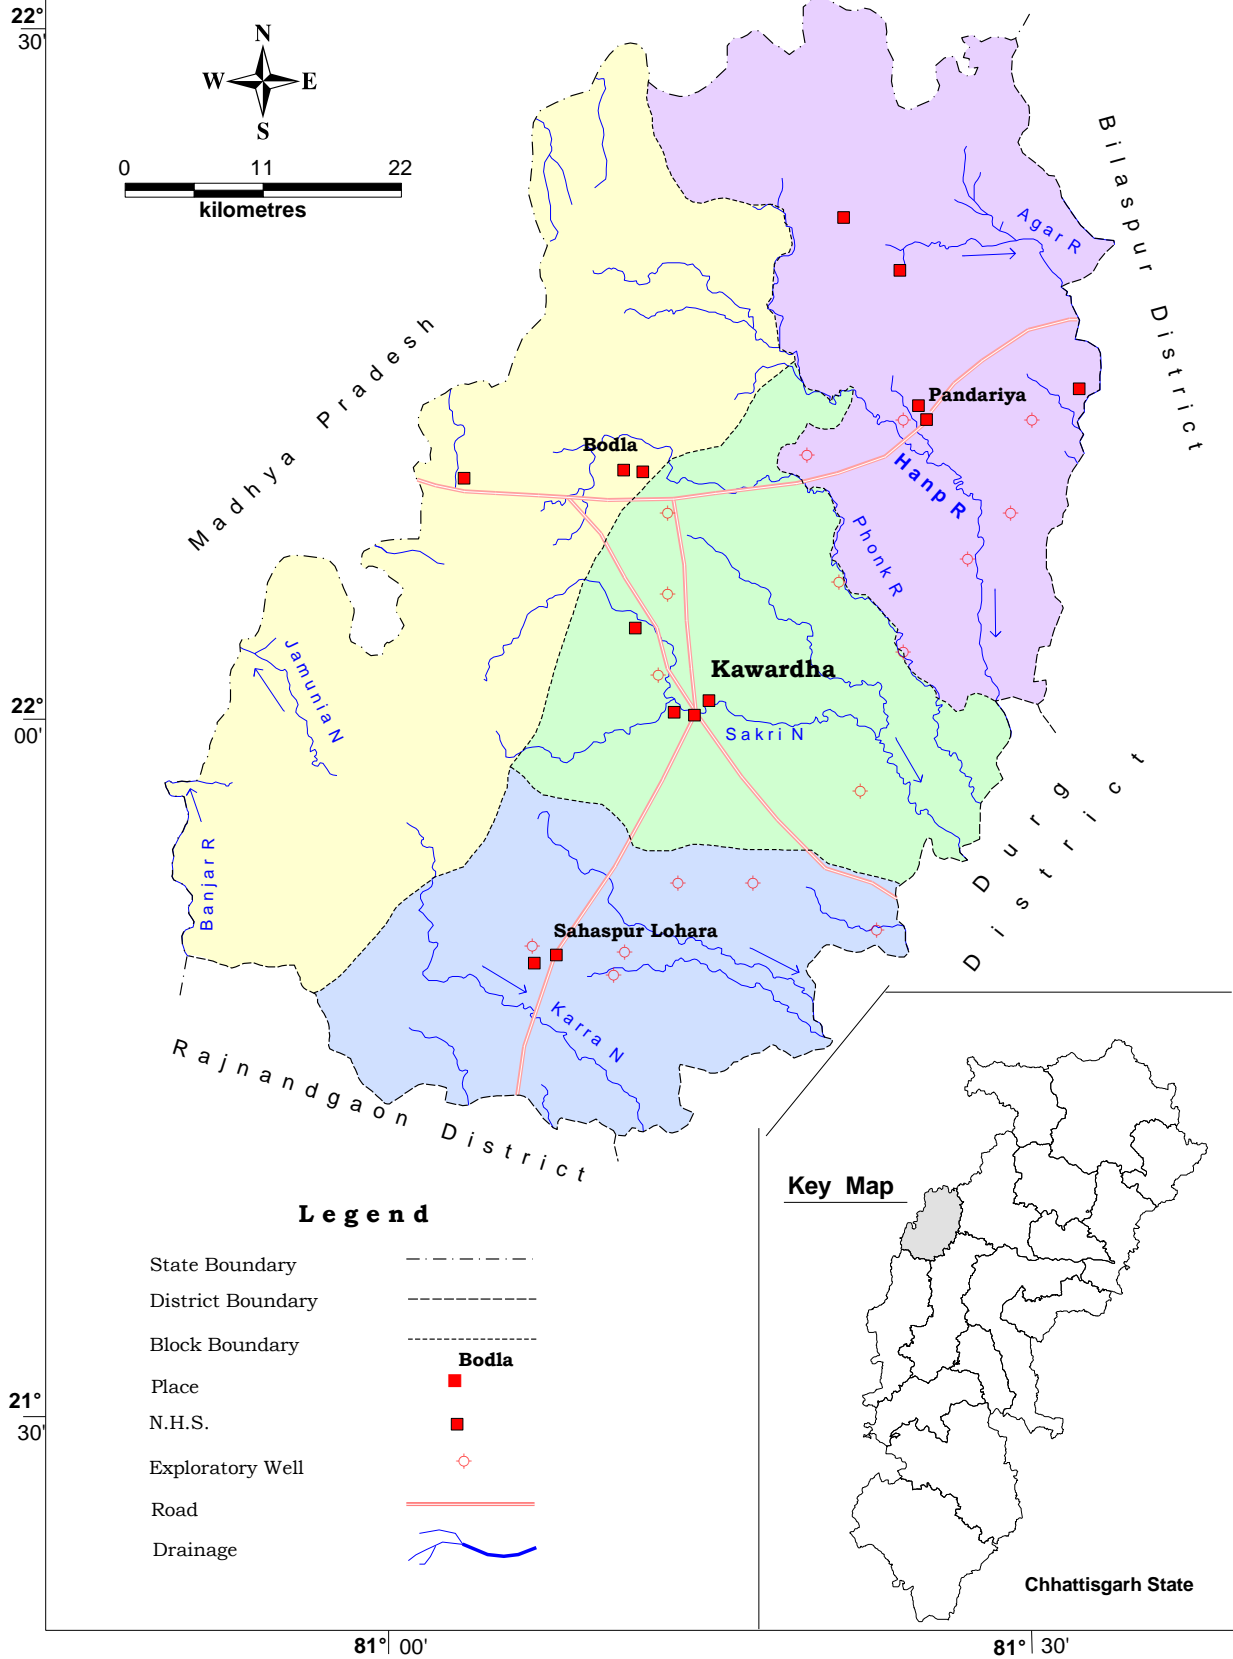 22°
30'
N
W E
S
0 11 22
kilometres
Bilaspur District
Agar R
Madhya Pradesh
Pandariya
Bodla
Hanp R
Phonk R
Jamunia N
Kawardha
22°
00'
Sakri N
Durg
District
Banjar R
Sahaspur Lohara
Karra N
Rajnandgaon District
Key Map
Legend
State Boundary
District Boundary
Block Boundary
Bodla
Place
21°
30'
N.H.S.
Exploratory Well
Road
Drainage
Chhattisgarh State
81° 00'
81° 30'